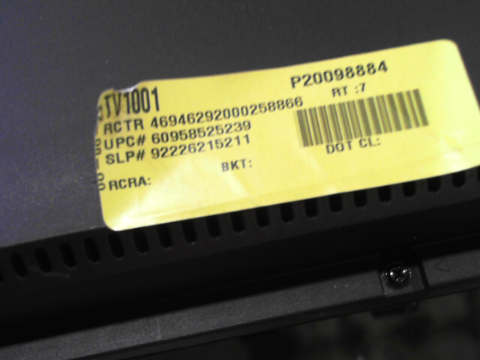 P20098884
TV1001
RT :7
RCTR 46946292000258866
UPC# 60958525239
SLP# 92226215211
DOT CL:
BKT:
RCRA: